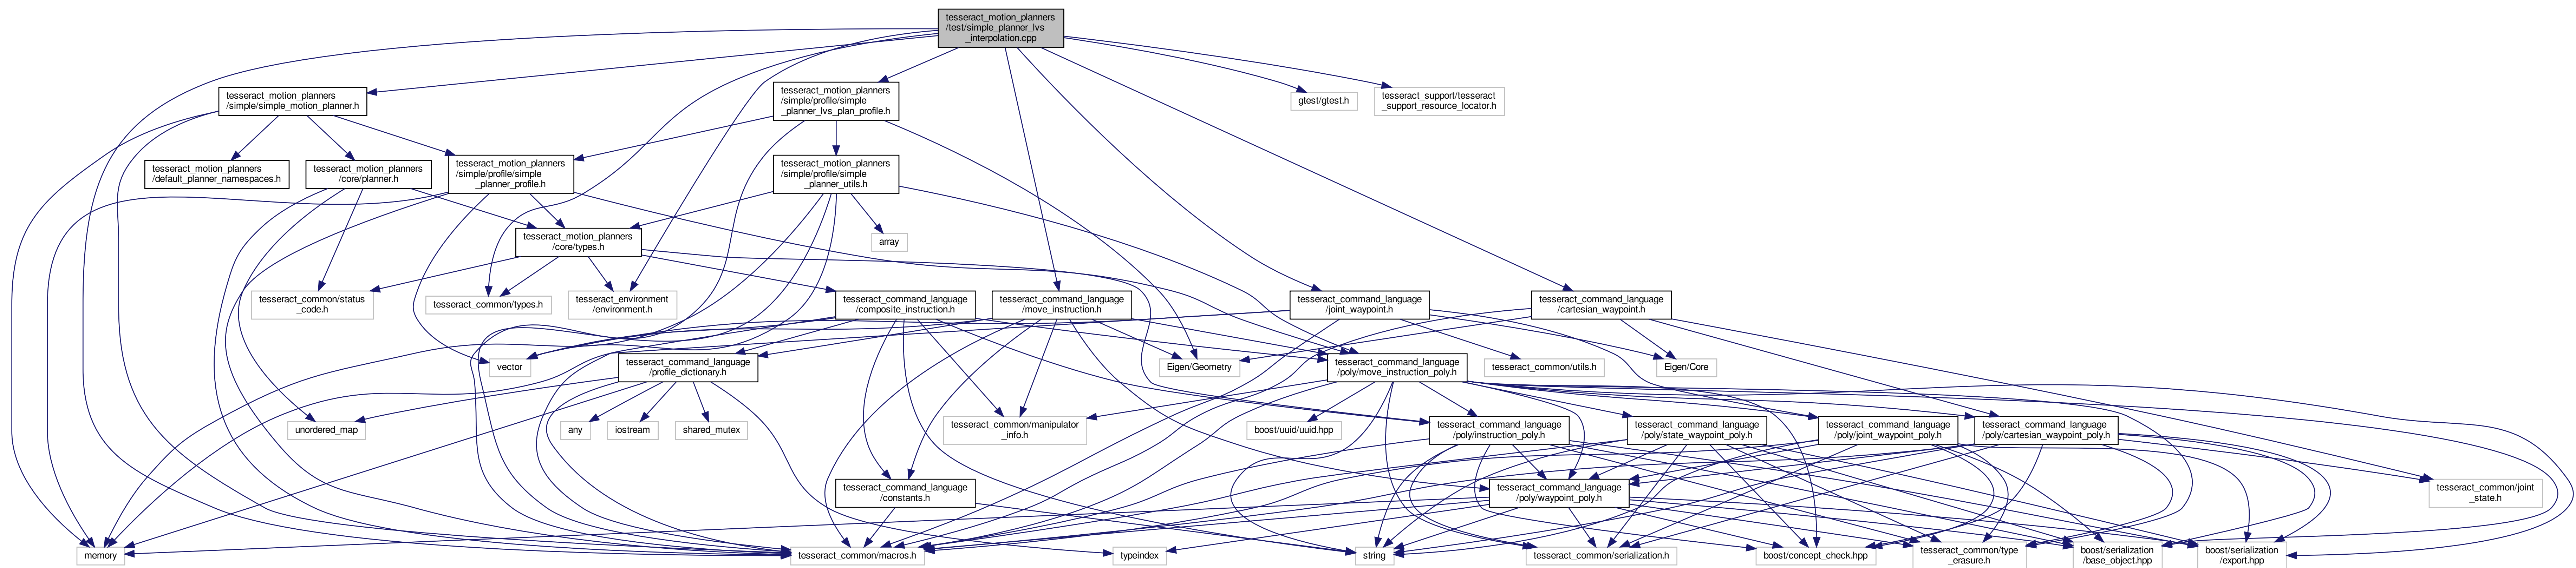 tesseract_motion_planners
/test/simple_planner_lvs
_interpolation.cpp
tesseract_motion_planners
/simple/simple_motion_planner.h
tesseract_motion_planners
/simple/profile/simple
_planner_lvs_plan_profile.h
gtest/gtest.h
tesseract_support/tesseract
_support_resource_locator.h
tesseract_motion_planners
/default_planner_namespaces.h
tesseract_motion_planners
/core/planner.h
tesseract_motion_planners
/simple/profile/simple
_planner_profile.h
tesseract_motion_planners
/simple/profile/simple
_planner_utils.h
tesseract_motion_planners
/core/types.h
array
tesseract_common/status
_code.h
tesseract_common/types.h
tesseract_environment
/environment.h
tesseract_command_language
/composite_instruction.h
tesseract_command_language
/move_instruction.h
tesseract_command_language
/joint_waypoint.h
tesseract_command_language
/cartesian_waypoint.h
vector
tesseract_command_language
/profile_dictionary.h
Eigen/Geometry
tesseract_command_language
/poly/move_instruction_poly.h
tesseract_common/utils.h
Eigen/Core
unordered_map
any
iostream
shared_mutex
tesseract_common/manipulator
_info.h
boost/uuid/uuid.hpp
tesseract_command_language
/poly/instruction_poly.h
tesseract_command_language
/poly/state_waypoint_poly.h
tesseract_command_language
/poly/joint_waypoint_poly.h
tesseract_command_language
/poly/cartesian_waypoint_poly.h
tesseract_command_language
/constants.h
tesseract_command_language
/poly/waypoint_poly.h
tesseract_common/joint
_state.h
memory
tesseract_common/macros.h
typeindex
string
tesseract_common/serialization.h
boost/concept_check.hpp
tesseract_common/type
_erasure.h
boost/serialization
/base_object.hpp
boost/serialization
/export.hpp